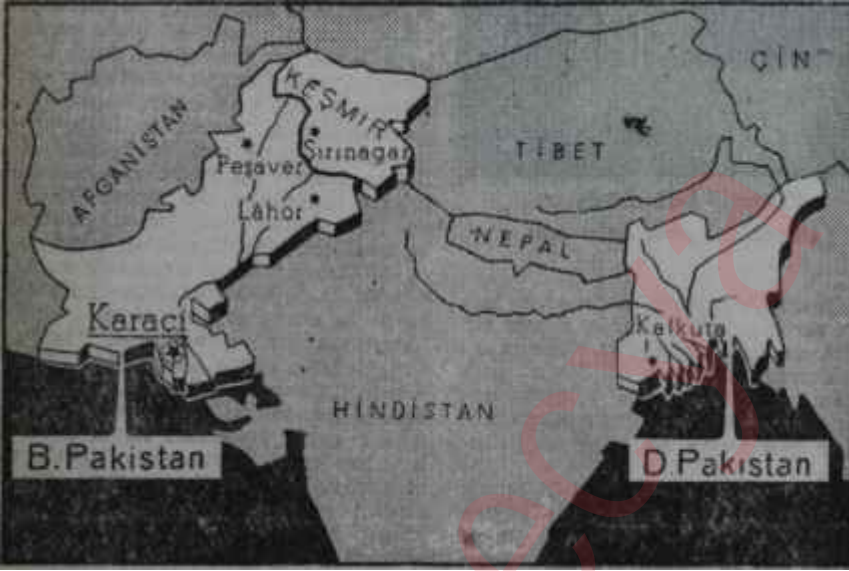 ÇİN
AFGANİSTAN
KEŞMİR
Sırınagar
Peşaver
Lâhor
TİBET
NEPAL
Karaçi
Kalkuta
HİNDİSTAN
B.Pakistan
D.Pakistan